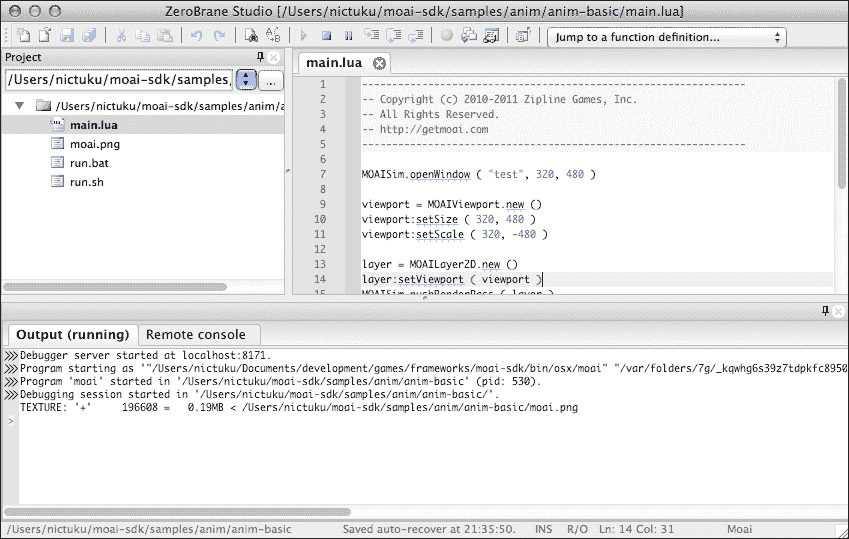 ZeroBrane Studio [/Users/nictuku/moai-sdk/samples/anim/anim-basic/main.lua]
Jump to a function definition...
Project
/Users/nictuku/moai-sdk/samples,
...
/Users/nictuku/moai-sdk/samples/anim/a
main.lua
moai.png
run.bat
run.sh
main.lua
1 ----------------------------------------------------------------
2 -- Copyright (c) 2010-2011 Zipline Games, Inc.
3 -- All Rights Reserved.
4 -- http://getmoai.com
5 ----------------------------------------------------------------
6
7 MOAISim.openWindow ( "test", 320, 480 )
8
9 viewport = MOAIViewport.new ()
10 viewport:setSize ( 320, 480 )
11 viewport:setScale ( 320, -480 )
12
13 layer = MOAILayer2D.new ()
14 layer:setViewport ( viewport )
15 MOAISim.pushRenderPass ( layer )
Output (running)
Remote console
Debugger server started at localhost:8171.
Program starting as '"/Users/nictuku/Documents/development/games/frameworks/moai-sdk/bin/osx/moai" "/var/folders/7g/_kqwhg6s39z7tdpkfc8950
Program 'moai' started in '/Users/nictuku/moai-sdk/samples/anim/anim-basic' (pid: 530).
Debugging session started in '/Users/nictuku/moai-sdk/samples/anim/anim-basic/'.
TEXTURE: '+' 196608 = 0.19MB < /Users/nictuku/moai-sdk/samples/anim/anim-basic/moai.png
>
/Users/nictuku/moai-sdk/samples/anim/anim-basic Saved auto-recover at 21:35:50. INS R/O Ln: 14 Col: 31 Moai